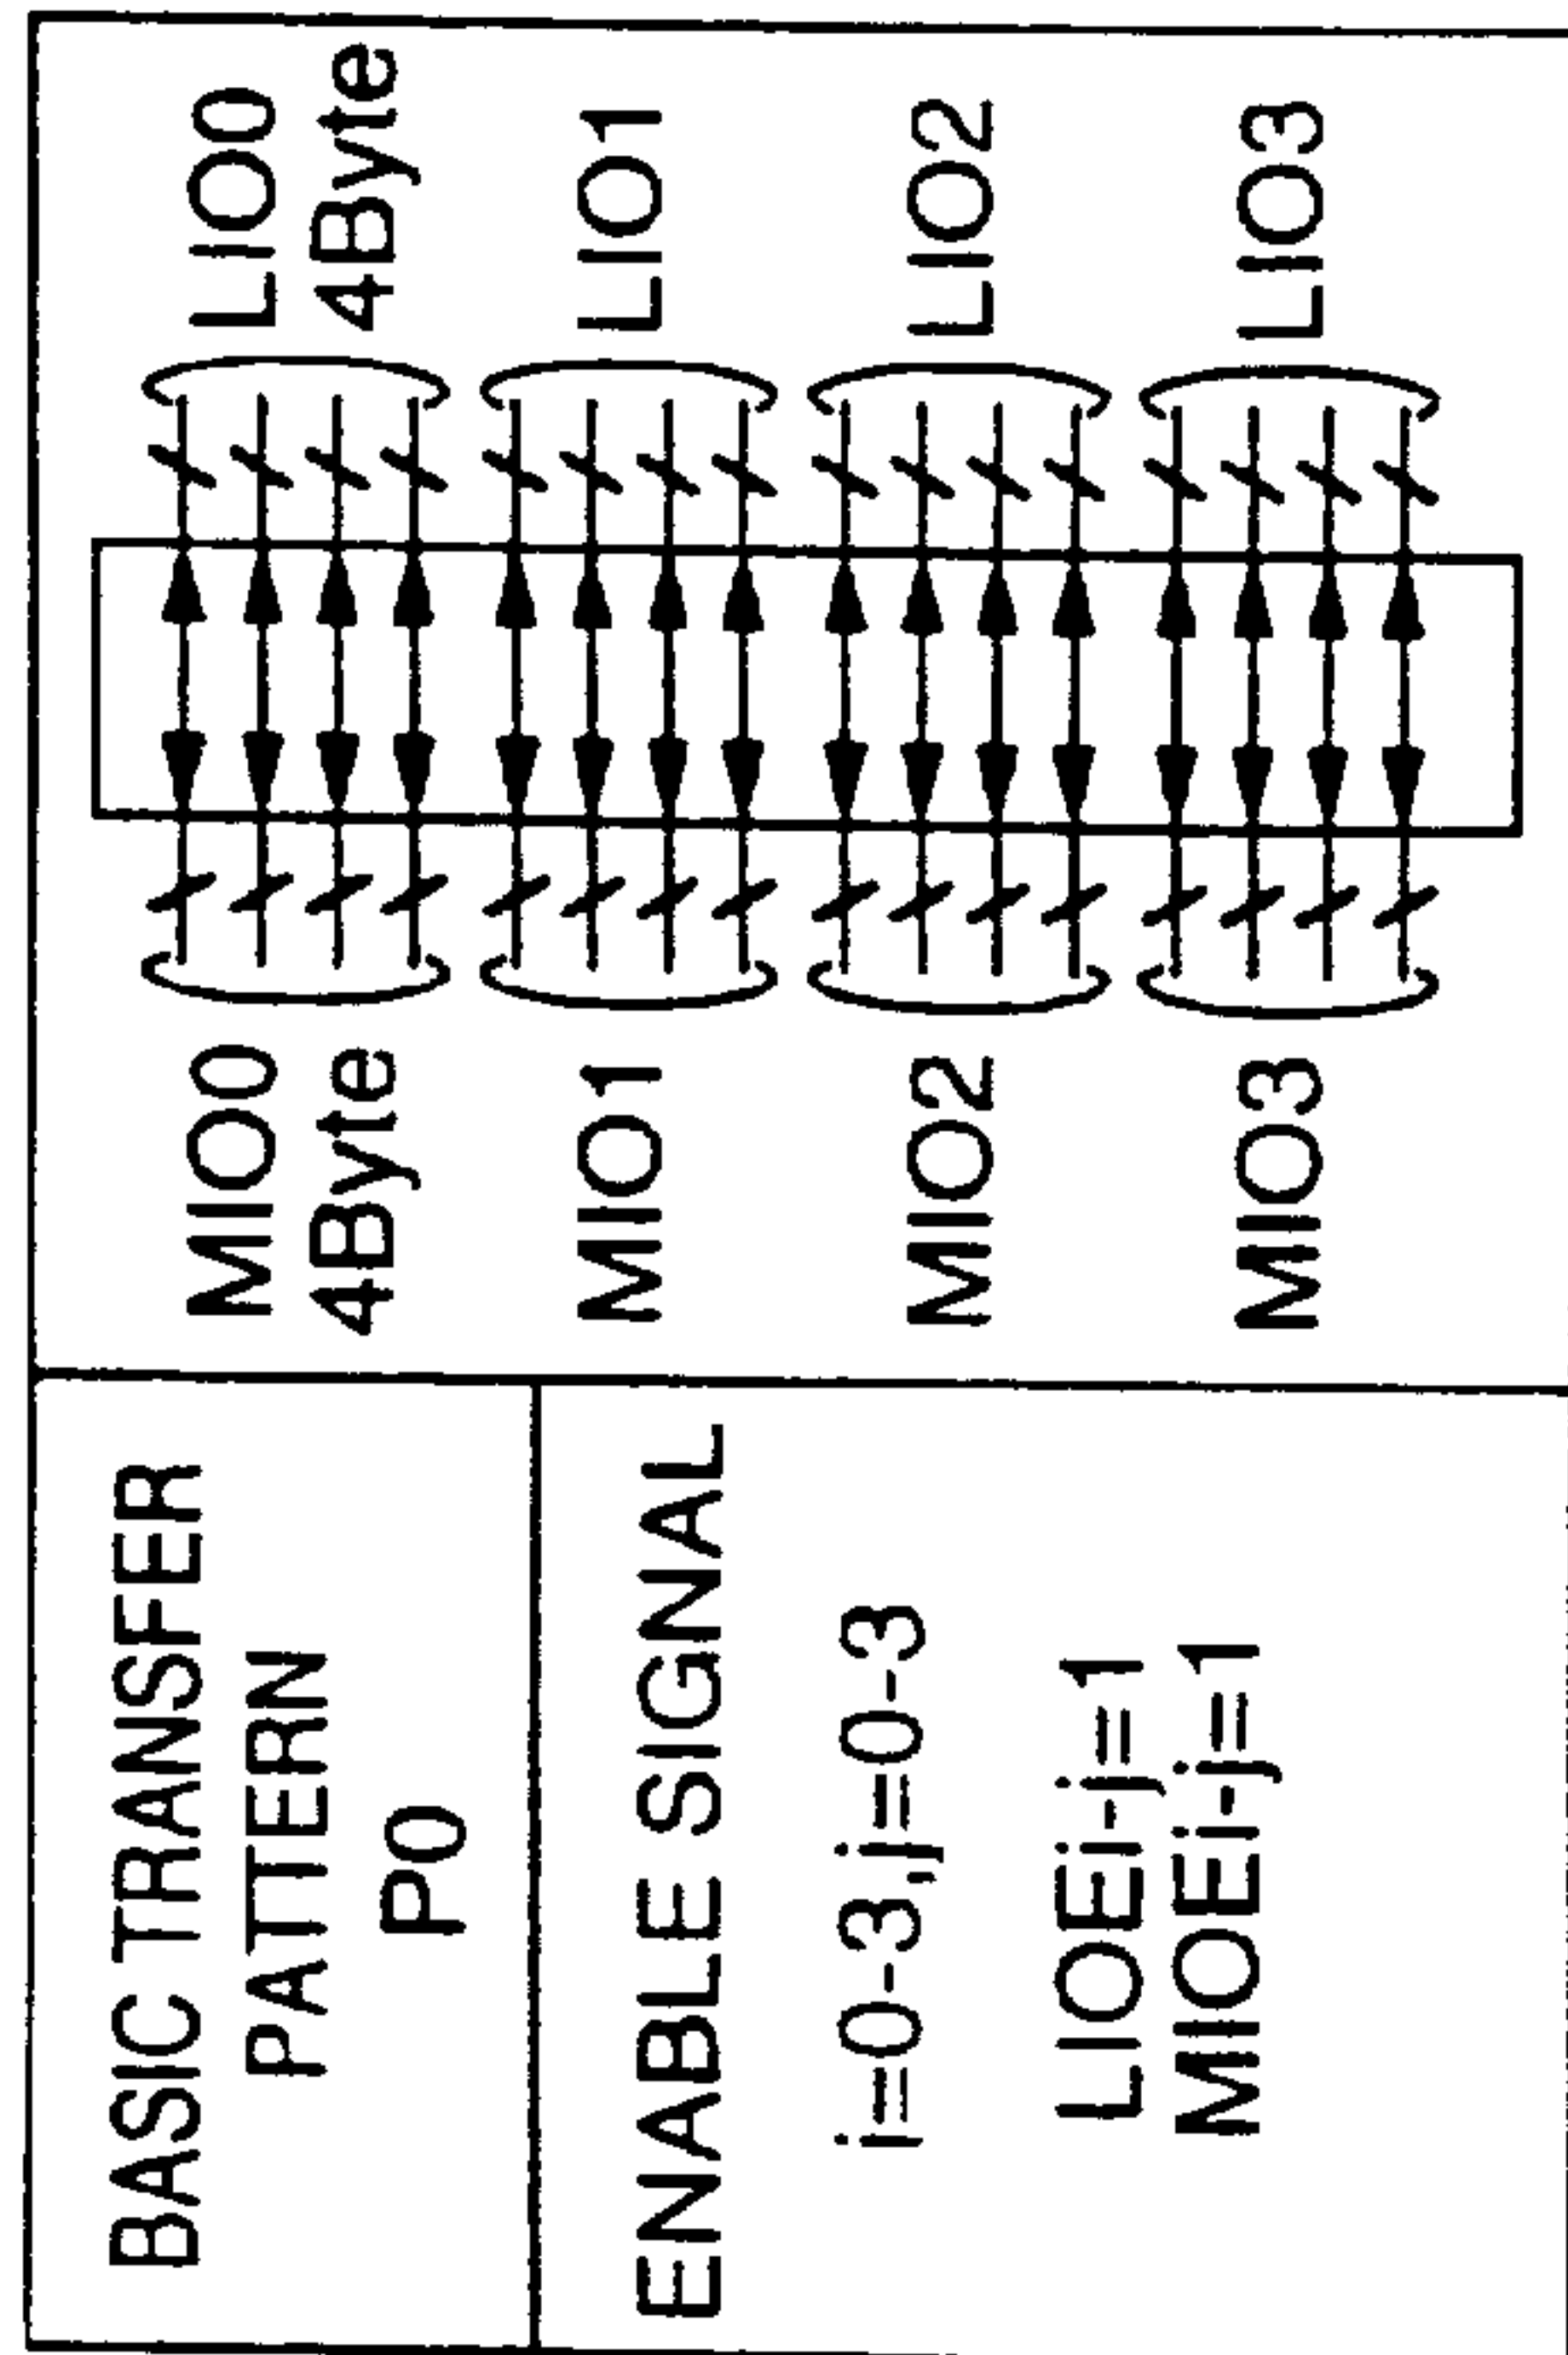 BASIC TRANSFER
PATTERN
P0
ENABLE SIGNAL
i=0-3,j=0-3
LIOEi-j=1
MIOEi-j=1
MIO0
4Byte
MIO1
MIO2
MIO3
LIO0
4Byte
LIO1
LIO2
LIO3